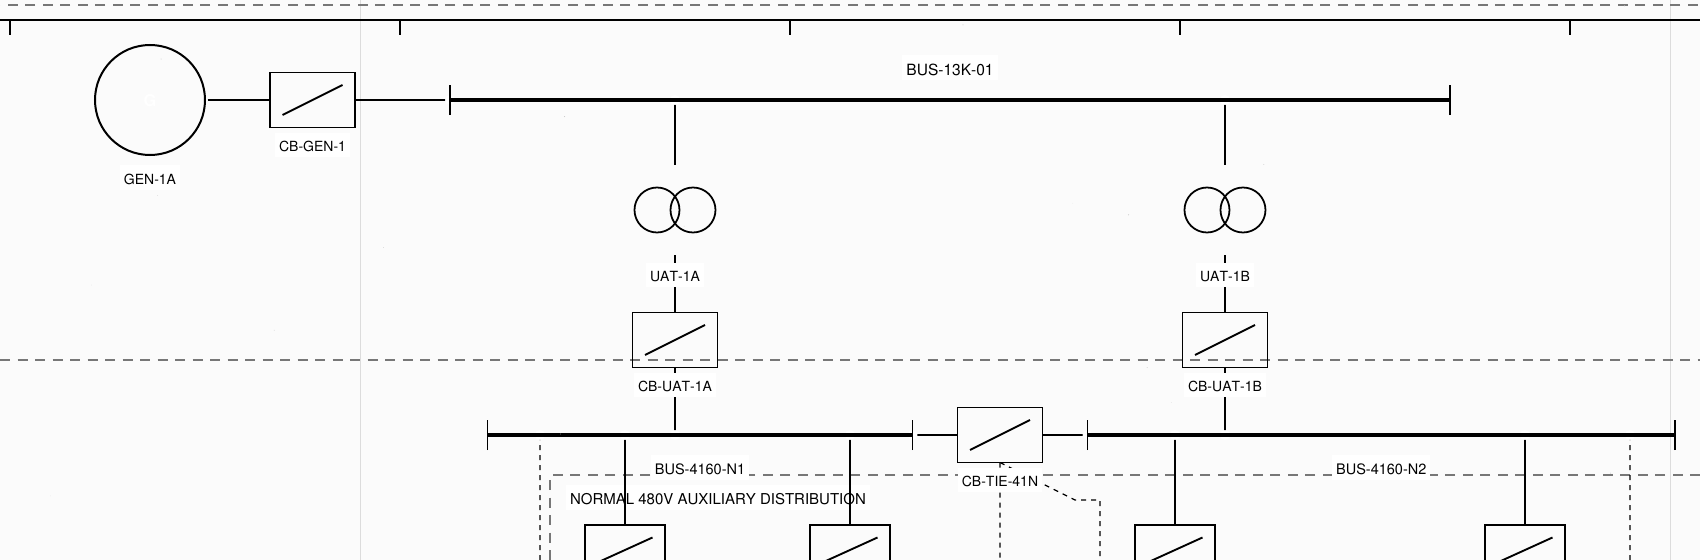 BUS-13K-01
CB-GEN-1
GEN-1A
UAT-1A
UAT-1B
CB-UAT-1A
CB-UAT-1B
BUS-4160-N1
BUS-4160-N2
CB-TIE-41N
NORMAL 480V AUXILIARY DISTRIBUTION